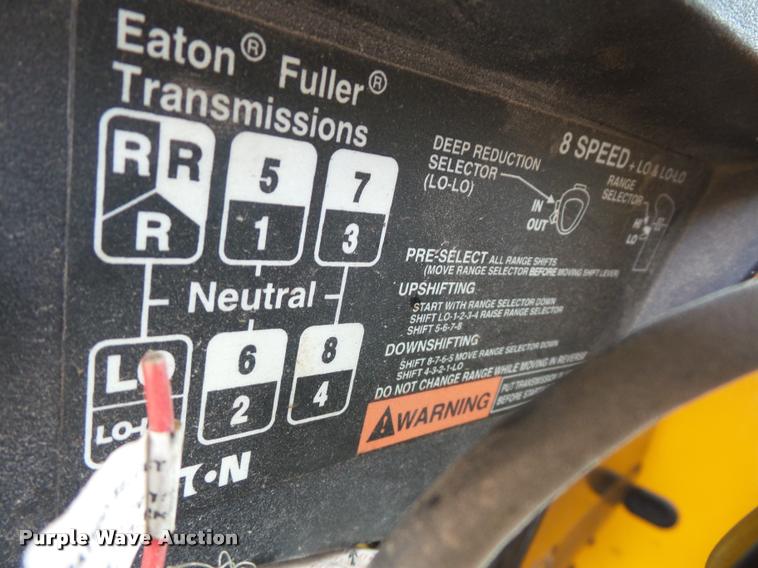 Eaton® Fuller®
Transmissions
8 SPEED + LO & LO-LO
DEEP REDUCTION
SELECTOR
(LO-LO)
IN
OUT
RANGE
SELECTOR
HI
LO
R R
R
5
1
7
3
Neutral
LO
6
2
8
4
PRE-SELECT ALL RANGE SHIFTS
(MOVE RANGE SELECTOR BEFORE MOVING SHIFT LEVER)
UPSHIFTING
START WITH RANGE SELECTOR DOWN
SHIFT LO-1-2-3-4 RAISE RANGE SELECTOR
SHIFT 5-6-7-8
DOWNSHIFTING
SHIFT 8-7-6-5 MOVE RANGE SELECTOR DOWN
SHIFT 4-3-2-1-LO
DO NOT CHANGE RANGE WHILE MOVING IN REVERSE
WARNING
PUT TRANSMISSION
BEFORE
Purple Wave Auction